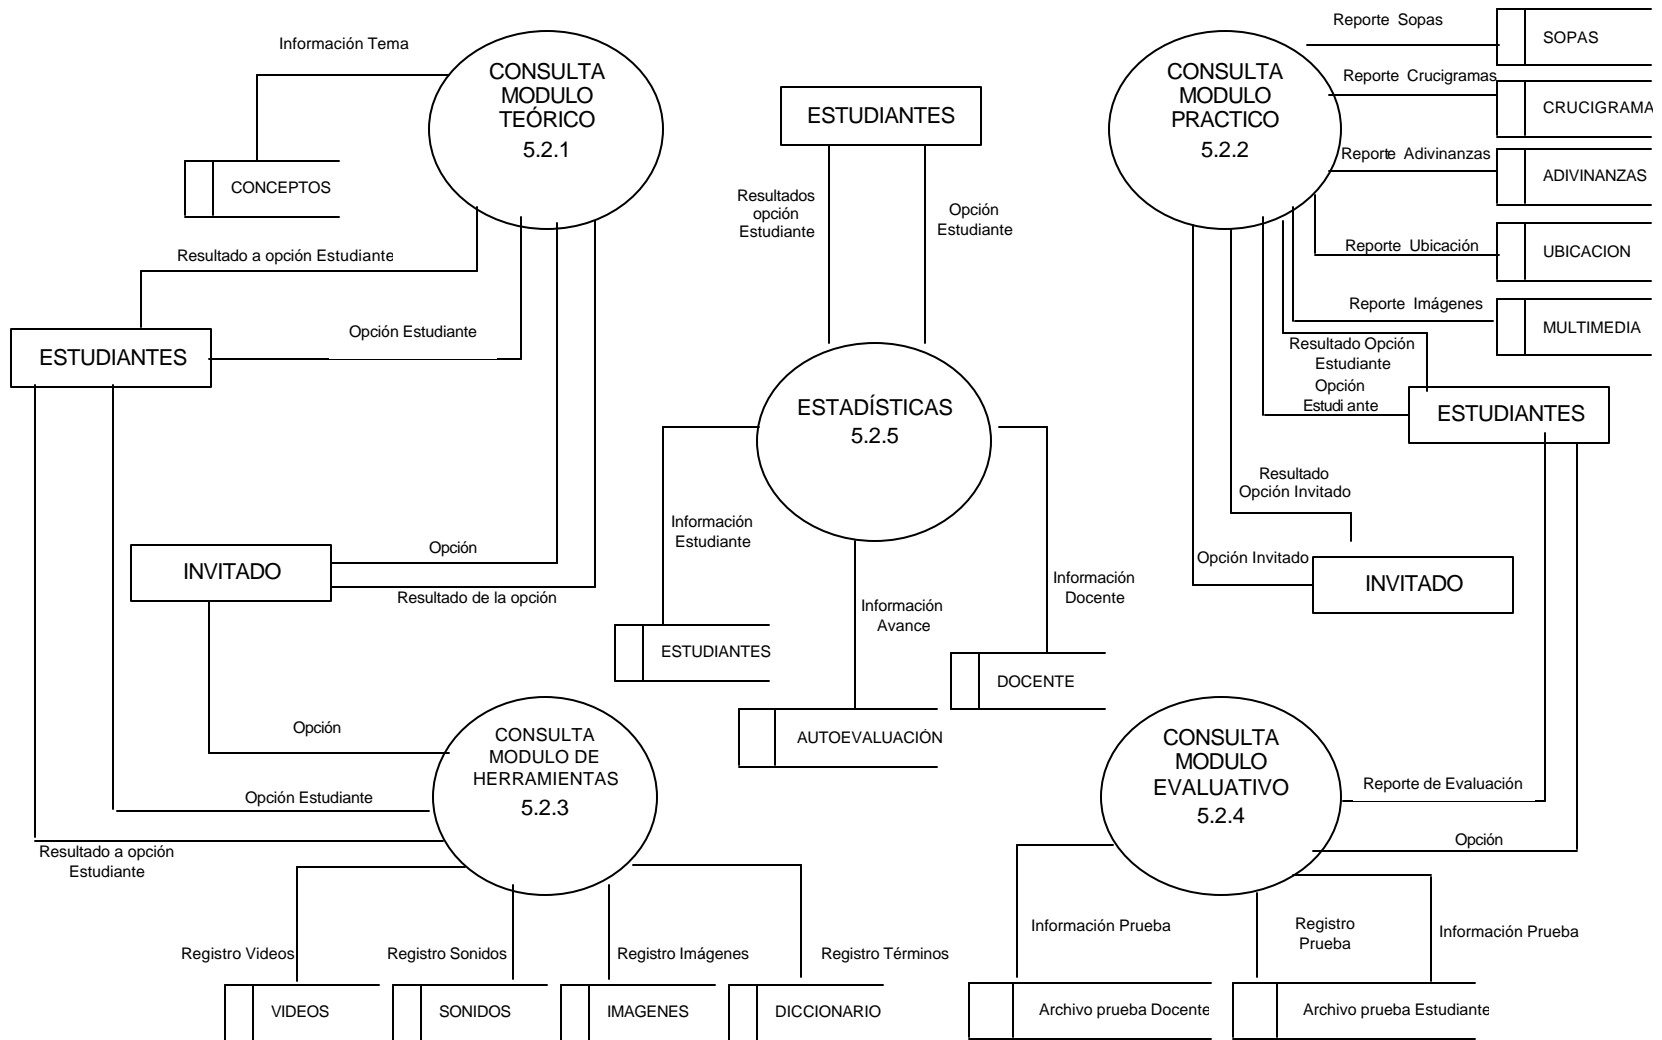 Información Tema
CONSULTA
MODULO
TEÓRICO
5.2.1
CONCEPTOS
Resultado a opción Estudiante
Opción Estudiante
ESTUDIANTES
Opción
INVITADO
Resultado de la opción
Opción
Opción Estudiante
Resultado a opción
Estudiante
CONSULTA
MODULO DE
HERRAMIENTAS
5.2.3
Registro Videos
Registro Sonidos
Registro Imágenes
Registro Términos
VIDEOS
SONIDOS
IMAGENES
DICCIONARIO
ESTUDIANTES
Resultados
opción
Estudiante
Opción
Estudiante
ESTADÍSTICAS
5.2.5
Información
Estudiante
Información
Avance
Información
Docente
ESTUDIANTES
DOCENTE
AUTOEVALUACIÓN
CONSULTA
MODULO
PRACTICO
5.2.2
Reporte Sopas
SOPAS
Reporte Crucigramas
CRUCIGRAMA
Reporte Adivinanzas
ADIVINANZAS
Reporte Ubicación
UBICACION
Reporte Imágenes
MULTIMEDIA
Resultado Opción
Estudiante
Opción
Estudi ante
ESTUDIANTES
Resultado
Opción Invitado
Opción Invitado
INVITADO
CONSULTA
MODULO
EVALUATIVO
5.2.4
Reporte de Evaluación
Opción
Información Prueba
Registro
Prueba
Información Prueba
Archivo prueba Docente
Archivo prueba Estudiante